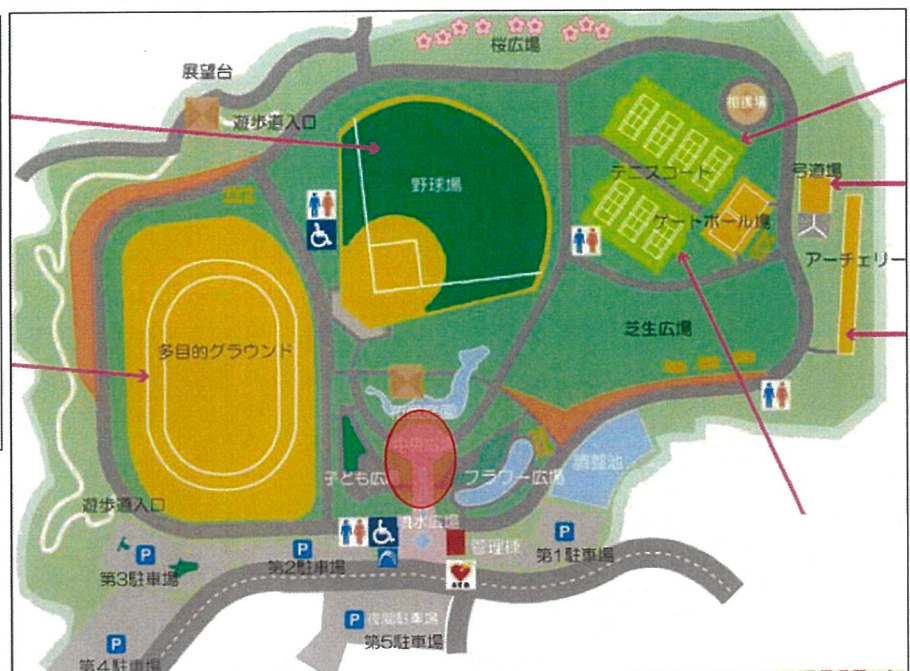 桜広場
展望台
遊歩道入口
相撲場
野球場
テニスコート
弓道場
ゲートボール場
アーチェリー
芝生広場
多目的グラウンド
子ども広
フラワー広場
調整池
遊歩道入口
噴水広場
管理棟
第1駐車場
P
P
第2駐車場
P
第3駐車場
P
夜間駐車場
第5駐車場
P
第4駐車場